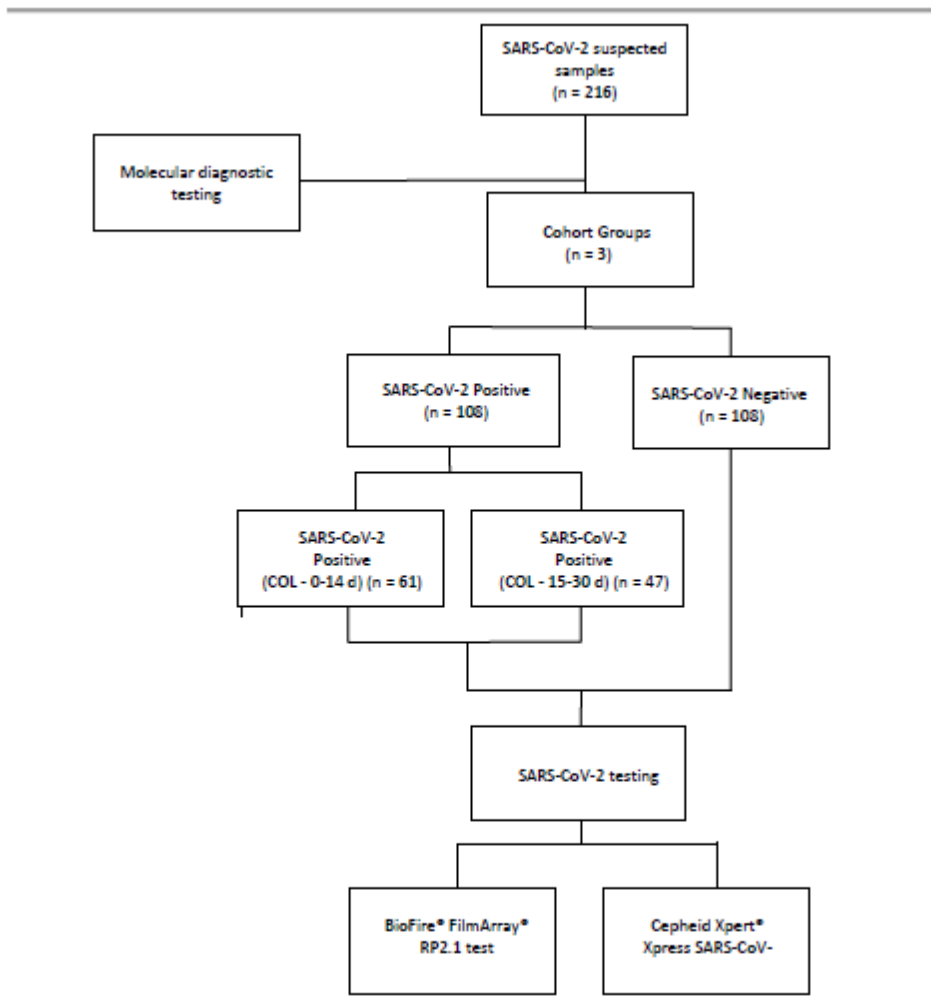 SARS-CoV-2 suspected
samples
(n = 216)
Molecular diagnostic
testing
Cohort Groups
(n = 3)
SARS-CoV-2 Positive
(n = 108)
SARS-CoV-2 Negative
(n = 108)
SARS-CoV-2
Positive
(COL - 0-14 d) (n = 61)
SARS-CoV-2
Positive
(COL - 15-30 d) (n = 47)
SARS-CoV-2 testing
BioFire® FilmArray®
RP2.1 test
Cepheid Xpert®
Xpress SARS-CoV-